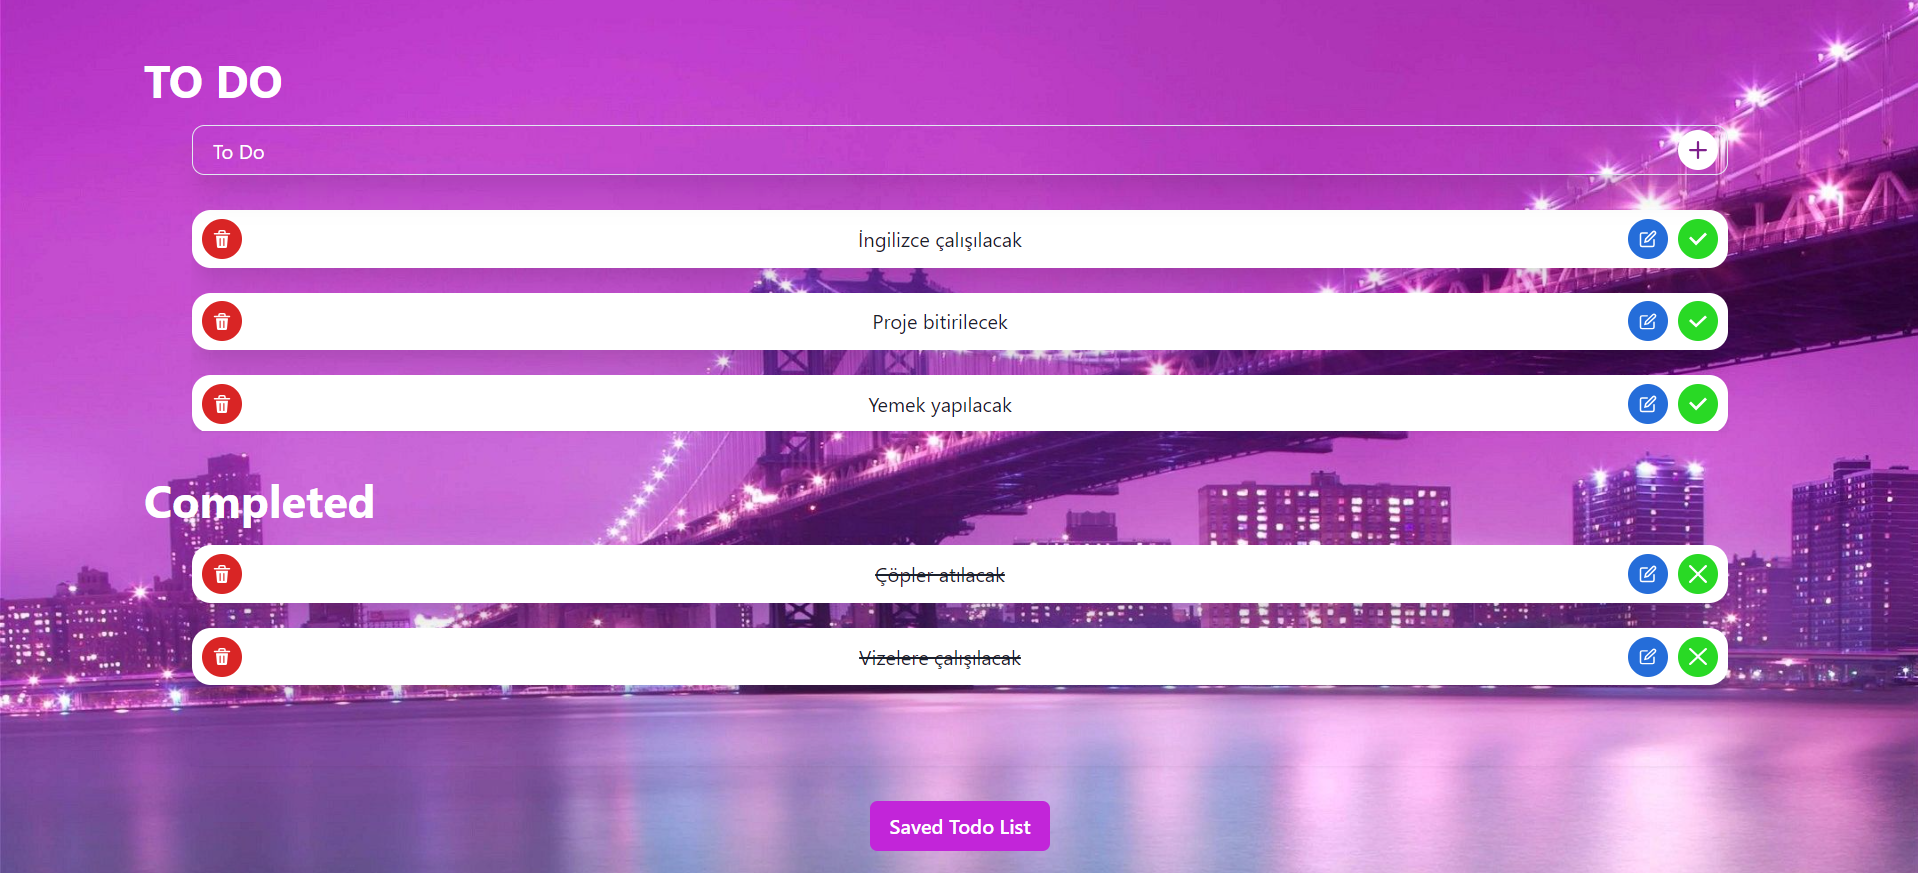 TO DO
To Do
İngilizce çalışılacak
Proje bitirilecek
Yemek yapılacak
Completed
Çöpler atılacak
Vizelere çalışılacak
Saved Todo List